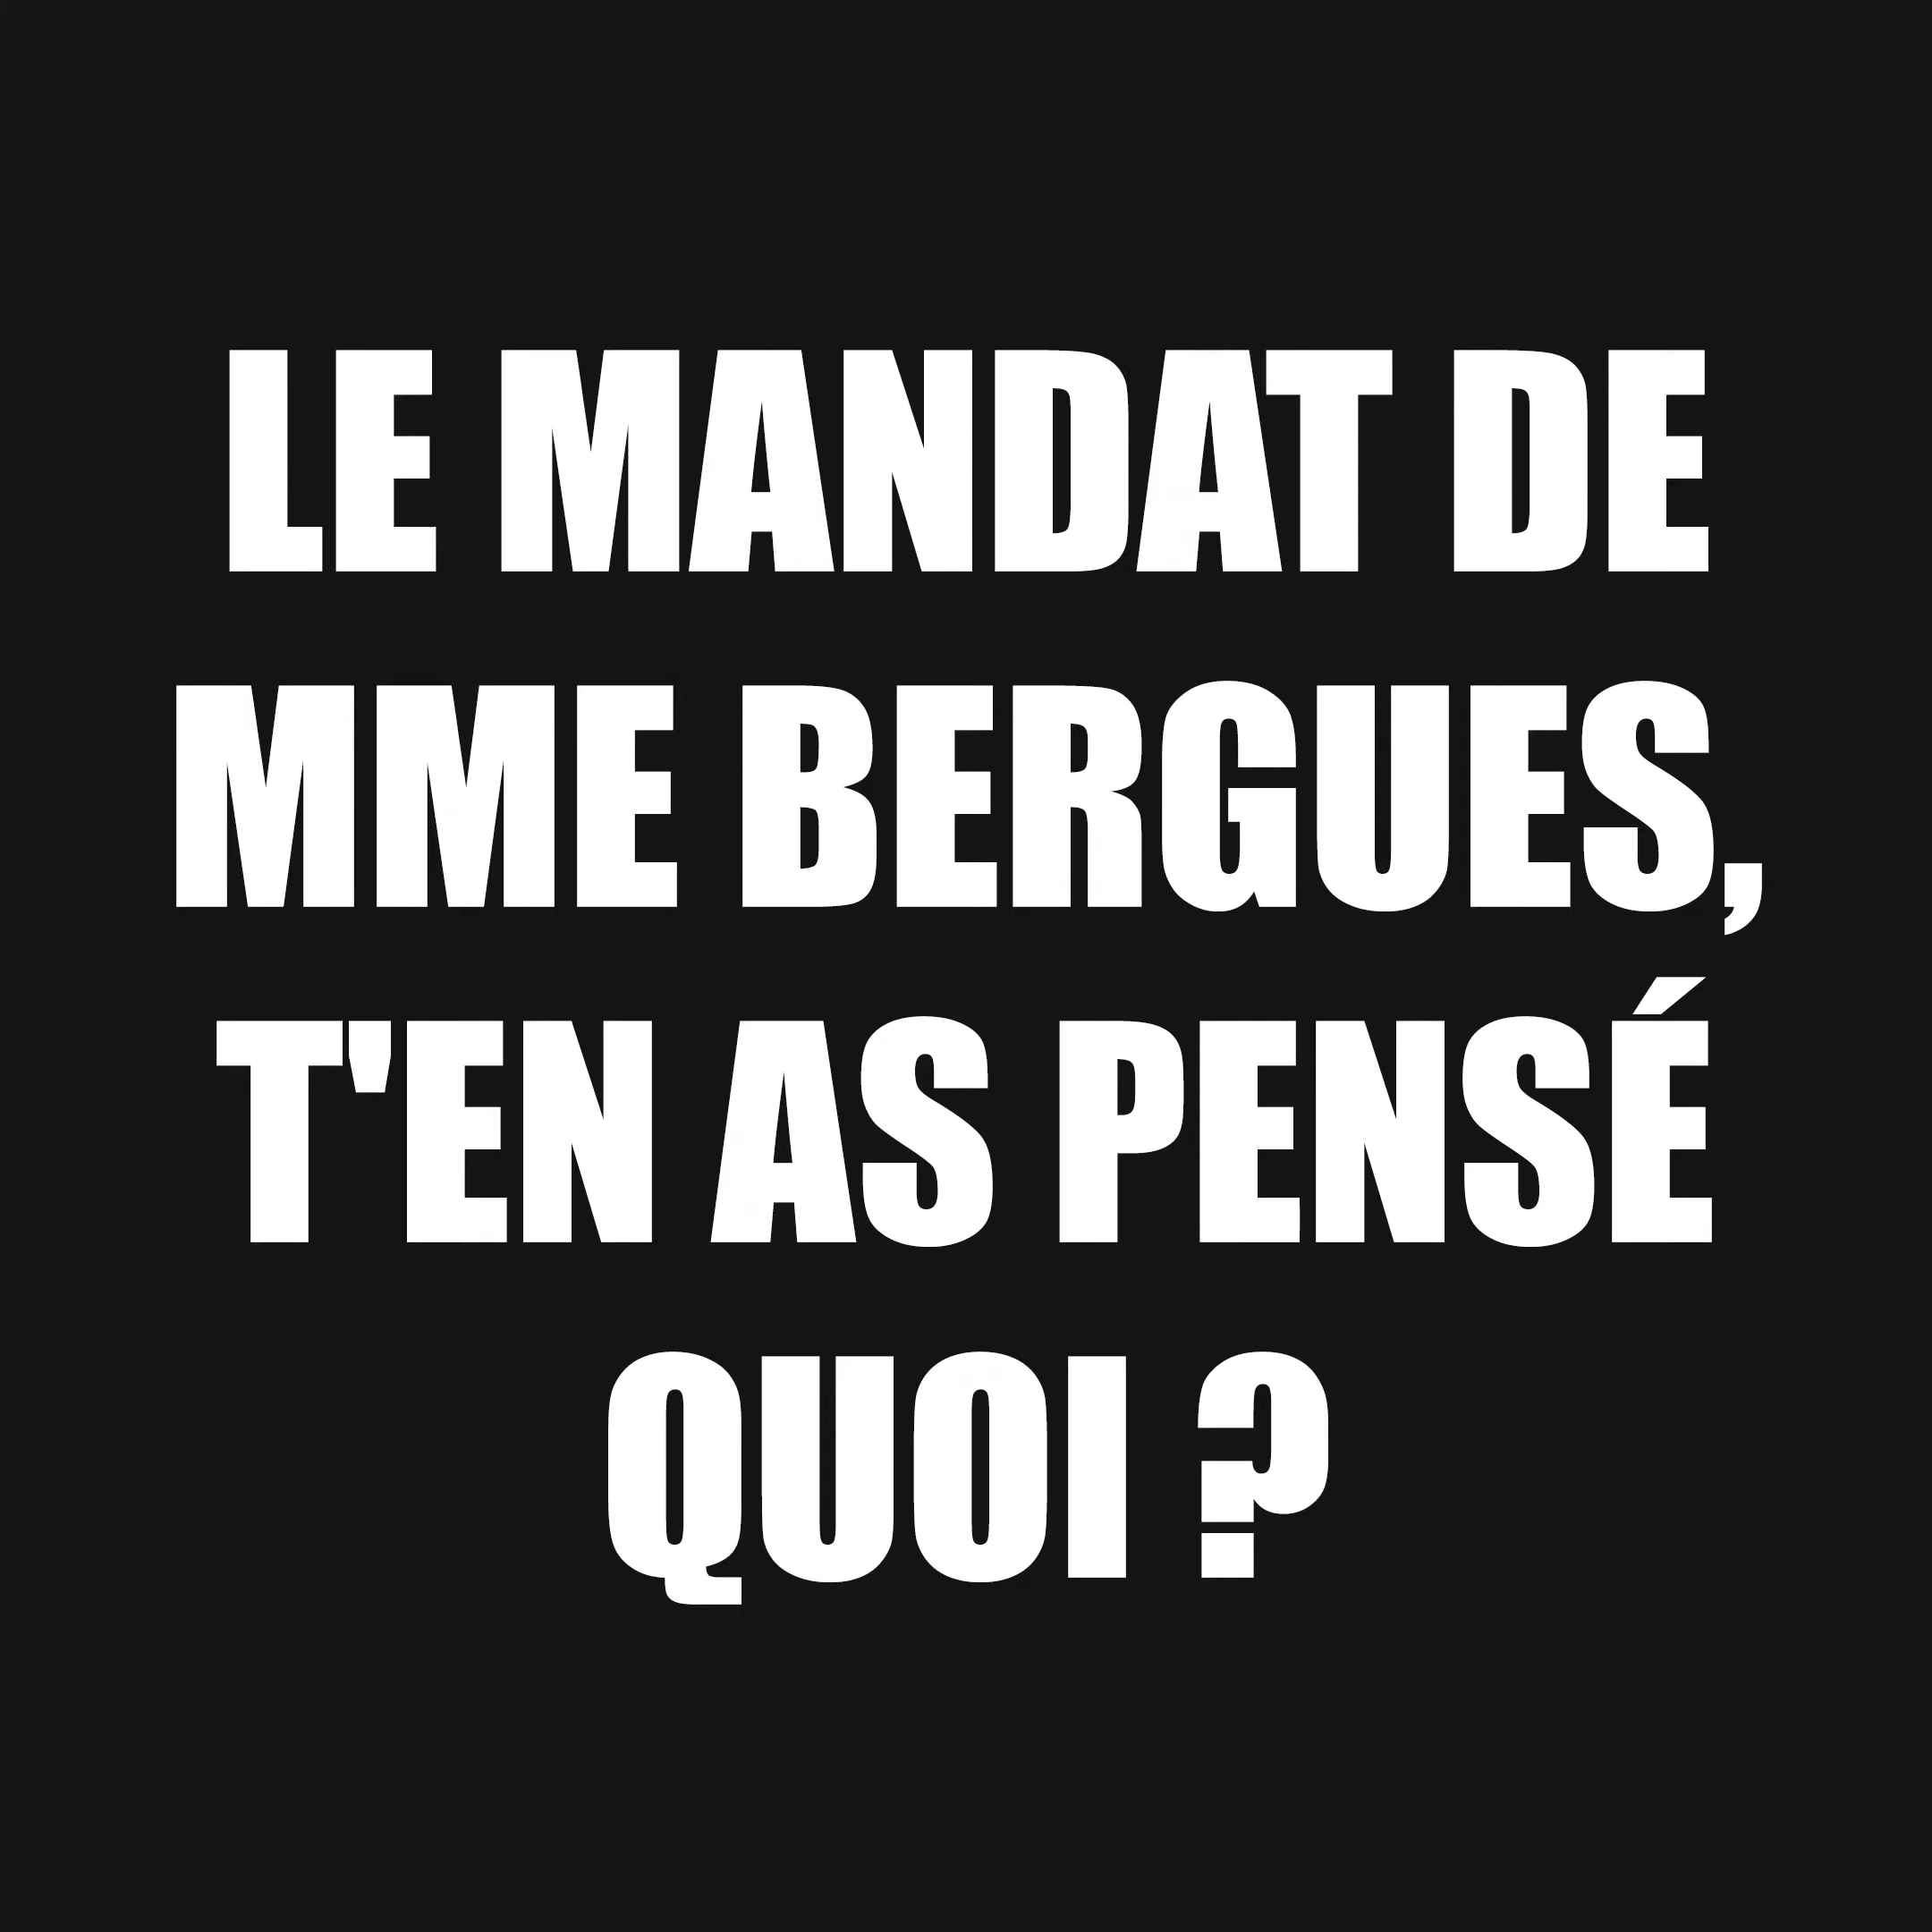 LE MANDAT DE
MME BERGUES,
T'EN AS PENSÉ
QUOI ?